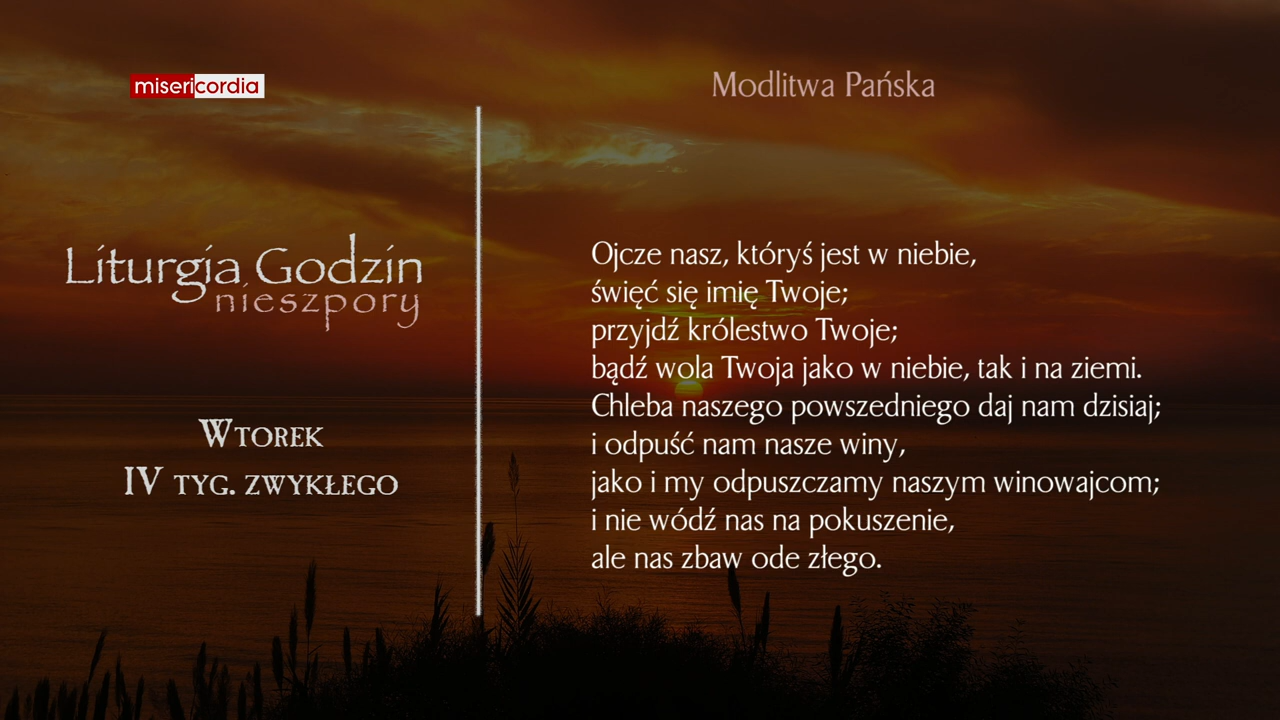 misericordia
Liturgia Godzin
nieszpory
Wtorek
IV tyg. zwykłego
Modlitwa Pańska
Ojcze nasz, któryś jest w niebie,
święć się imię Twoje;
przyjdź królestwo Twoje;
bądź wola Twoja jako w niebie, tak i na ziemi.
Chleba naszego powszedniego daj nam dzisiaj;
i odpuść nam nasze winy,
jako i my odpuszczamy naszym winowajcom;
i nie wódź nas na pokuszenie,
ale nas zbaw ode złego.